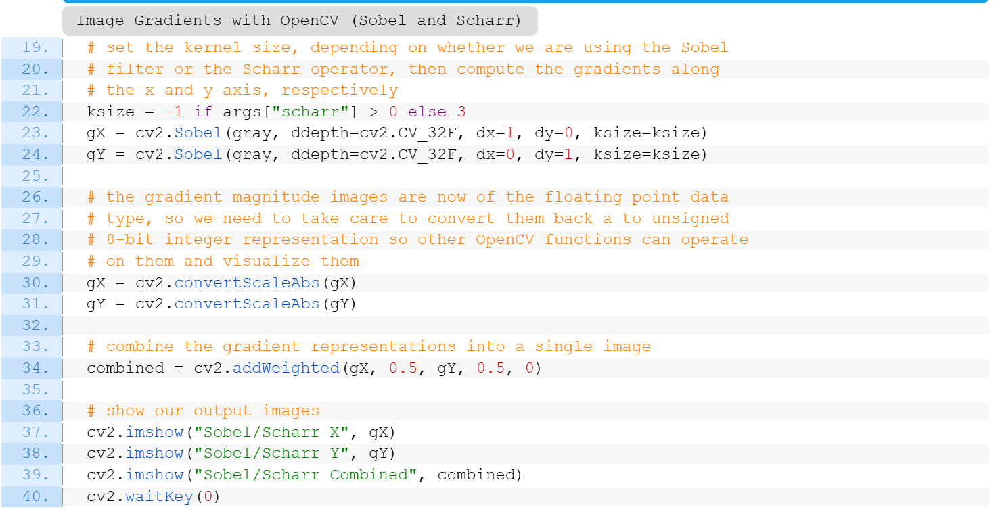 Image Gradients with OpenCV (Sobel and Scharr)
19. # set the kernel size, depending on whether we are using the Sobel
20. # filter or the Scharr operator, then compute the gradients along
21. # the x and y axis, respectively
22. ksize = -1 if args["scharr"] > 0 else 3
23. gX = cv2.Sobel(gray, ddepth=cv2.CV_32F, dx=1, dy=0, ksize=ksize)
24. gY = cv2.Sobel(gray, ddepth=cv2.CV_32F, dx=0, dy=1, ksize=ksize)
25.
26. # the gradient magnitude images are now of the floating point data
27. # type, so we need to take care to convert them back a to unsigned
28. # 8-bit integer representation so other OpenCV functions can operate
29. # on them and visualize them
30. gX = cv2.convertScaleAbs(gX)
31. gY = cv2.convertScaleAbs(gY)
32.
33. # combine the gradient representations into a single image
34. combined = cv2.addWeighted(gX, 0.5, gY, 0.5, 0)
35.
36. # show our output images
37. cv2.imshow("Sobel/Scharr X", gX)
38. cv2.imshow("Sobel/Scharr Y", gY)
39. cv2.imshow("Sobel/Scharr Combined", combined)
40. cv2.waitKey(0)